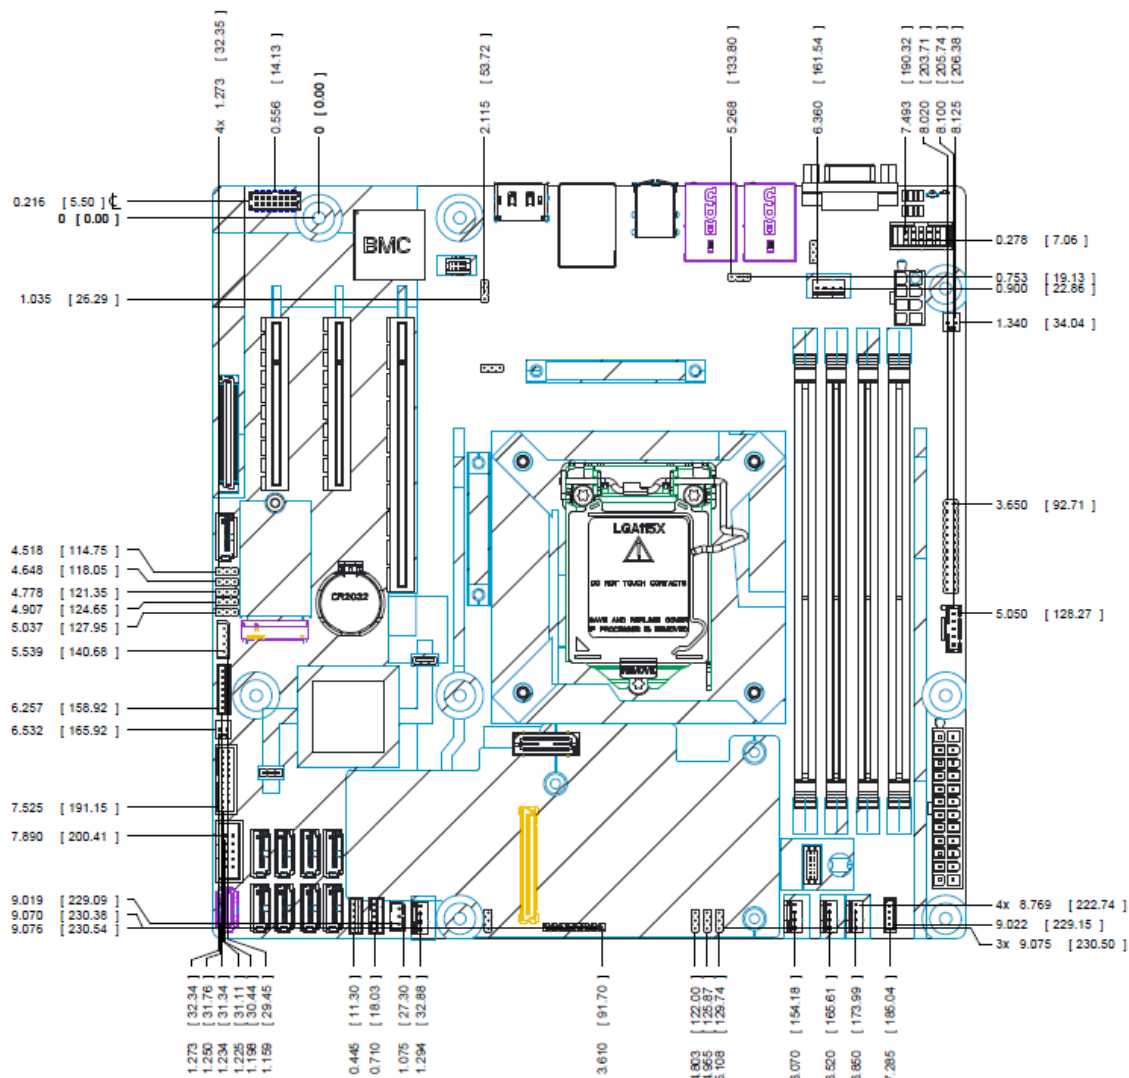 4x 1.273 [ 32.35 ]
0.556 [ 14.13 ]
0 [ 0.00 ]
2.115 [ 53.72 ]
5.268 [ 133.80 ]
6.360 [ 161.54 ]
7.493 [ 190.32 ]
8.020 [ 203.71 ]
8.100 [ 205.74 ]
8.125 [ 206.38 ]
0.216 [ 5.50 ] ℄
0 [ 0.00 ]
BMC
0.278 [ 7.06 ]
0.753 [ 19.13 ]
0.900 [ 22.86 ]
1.035 [ 26.29 ]
1.340 [ 34.04 ]
3.650 [ 92.71 ]
LGA115X
DO NOT TOUCH CONTACTS
SAVE AND REPLACE COVER
IF PROCESSOR IS REMOVED
REMOVE
CR2032
4.518 [ 114.75 ]
4.648 [ 118.05 ]
4.778 [ 121.35 ]
4.907 [ 124.65 ]
5.037 [ 127.95 ]
5.050 [ 128.27 ]
5.539 [ 140.68 ]
6.257 [ 158.92 ]
6.532 [ 165.92 ]
7.525 [ 191.15 ]
7.890 [ 200.41 ]
9.019 [ 229.09 ]
9.070 [ 230.38 ]
9.076 [ 230.54 ]
4x 8.769 [ 222.74 ]
9.022 [ 229.15 ]
3x 9.075 [ 230.50 ]
1.273 [ 32.34 ]
1.250 [ 31.76 ]
1.234 [ 31.34 ]
1.225 [ 31.11 ]
1.198 [ 30.44 ]
1.159 [ 29.45 ]
0.445 [ 11.30 ]
0.710 [ 18.03 ]
1.075 [ 27.30 ]
1.294 [ 32.88 ]
3.610 [ 91.70 ]
[ 122.00 ]
[ 125.87 ]
[ 129.74 ]
[ 154.18 ]
[ 165.61 ]
[ 173.99 ]
[ 185.04 ]